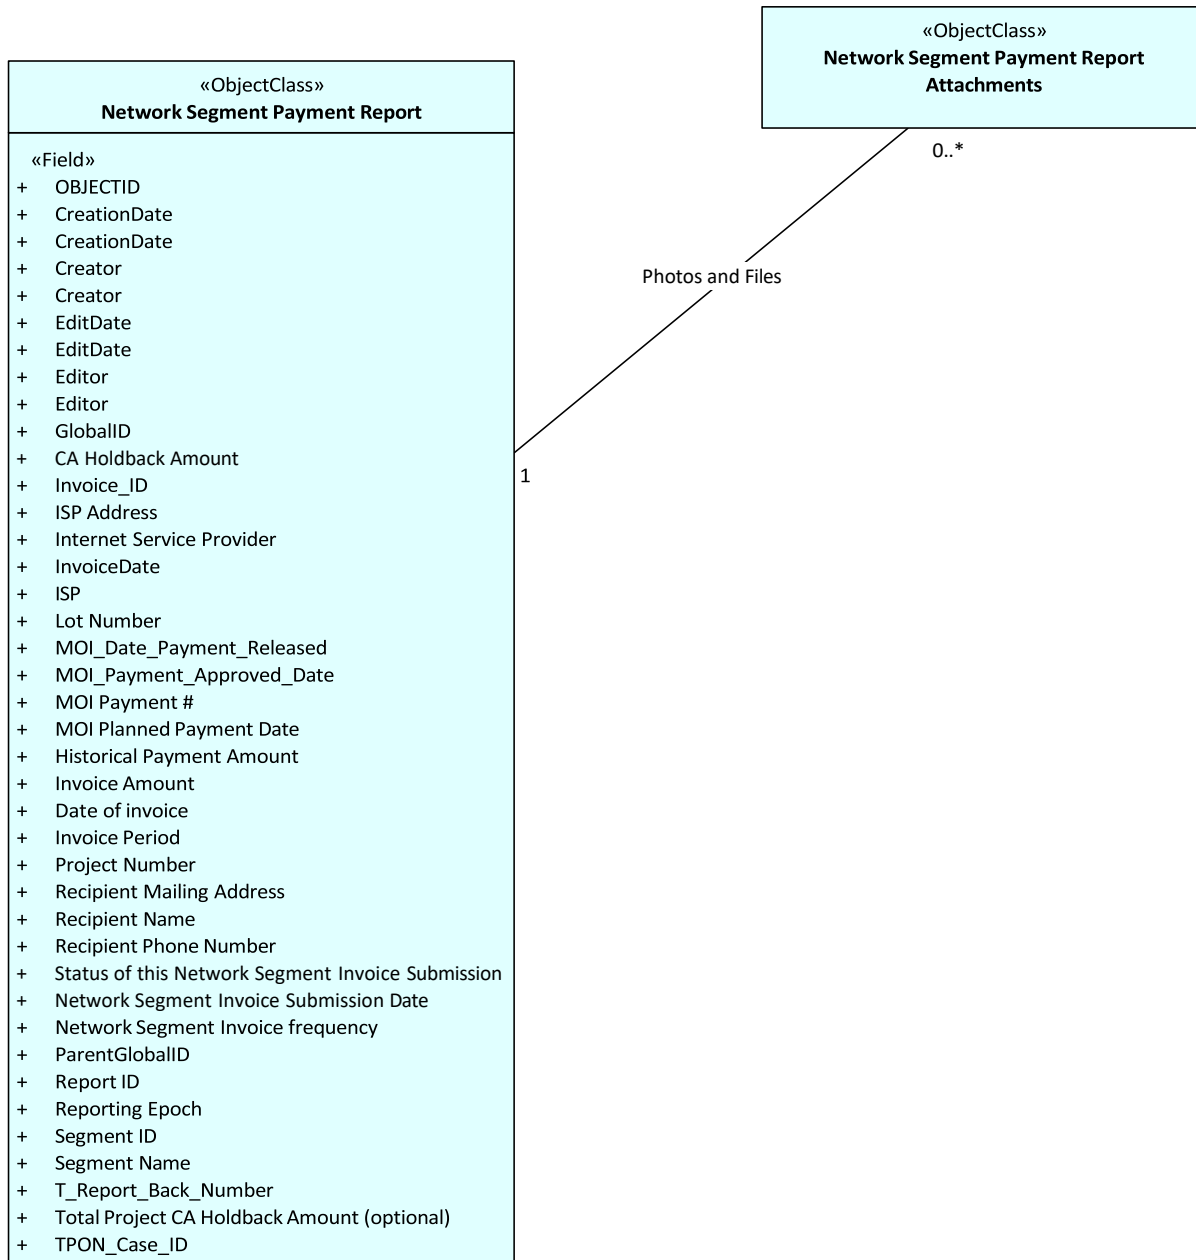 «ObjectClass»
Network Segment Payment Report
Attachments
«ObjectClass»
Network Segment Payment Report
«Field»
+ OBJECTID
+ CreationDate
+ CreationDate
+ Creator
+ Creator
+ EditDate
+ EditDate
+ Editor
+ Editor
+ GlobalID
+ CA Holdback Amount
+ Invoice_ID
+ ISP Address
+ Internet Service Provider
+ InvoiceDate
+ ISP
+ Lot Number
+ MOI_Date_Payment_Released
+ MOI_Payment_Approved_Date
+ MOI Payment #
+ MOI Planned Payment Date
+ Historical Payment Amount
+ Invoice Amount
+ Date of invoice
+ Invoice Period
+ Project Number
+ Recipient Mailing Address
+ Recipient Name
+ Recipient Phone Number
+ Status of this Network Segment Invoice Submission
+ Network Segment Invoice Submission Date
+ Network Segment Invoice frequency
+ ParentGlobalID
+ Report ID
+ Reporting Epoch
+ Segment ID
+ Segment Name
+ T_Report_Back_Number
+ Total Project CA Holdback Amount (optional)
+ TPON_Case_ID
0..*
Photos and Files
1